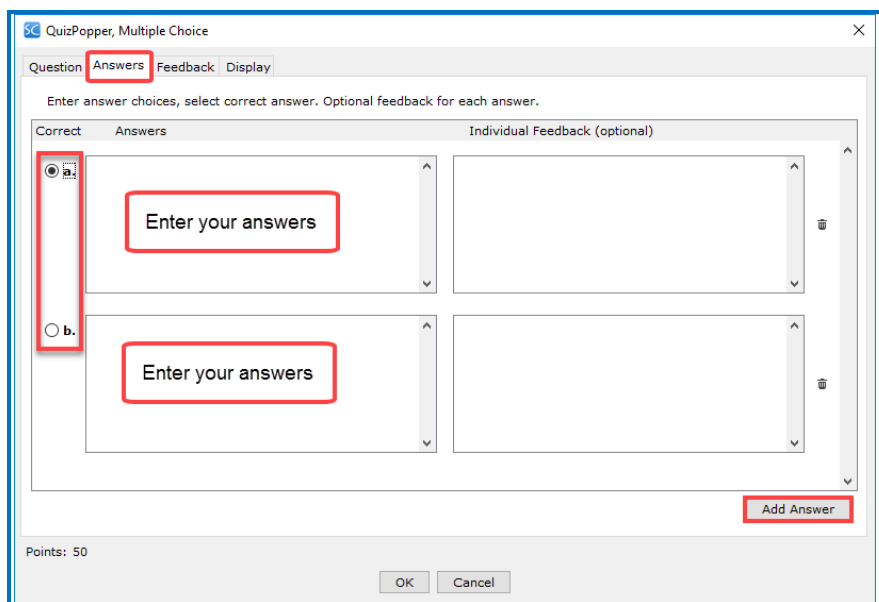 SC QuizPopper, Multiple Choice
Question Answers Feedback Display
Enter answer choices, select correct answer. Optional feedback for each answer.
Correct Answers Individual Feedback (optional)
a.
Enter your answers
b.
Enter your answers
Add Answer
Points: 50
OK Cancel